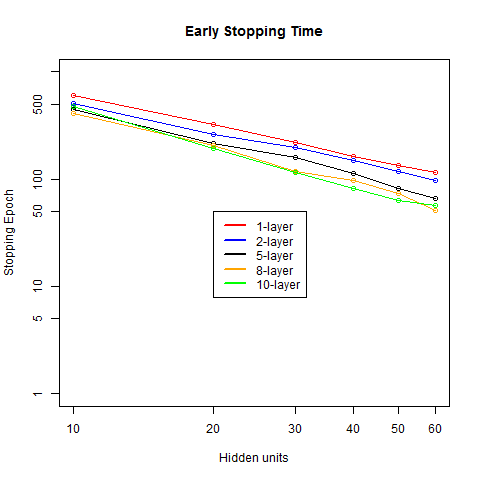 Early Stopping Time
Stopping Epoch
500
100
50
10
5
1
1-layer
2-layer
5-layer
8-layer
10-layer
10 20 30 40 50 60
Hidden units